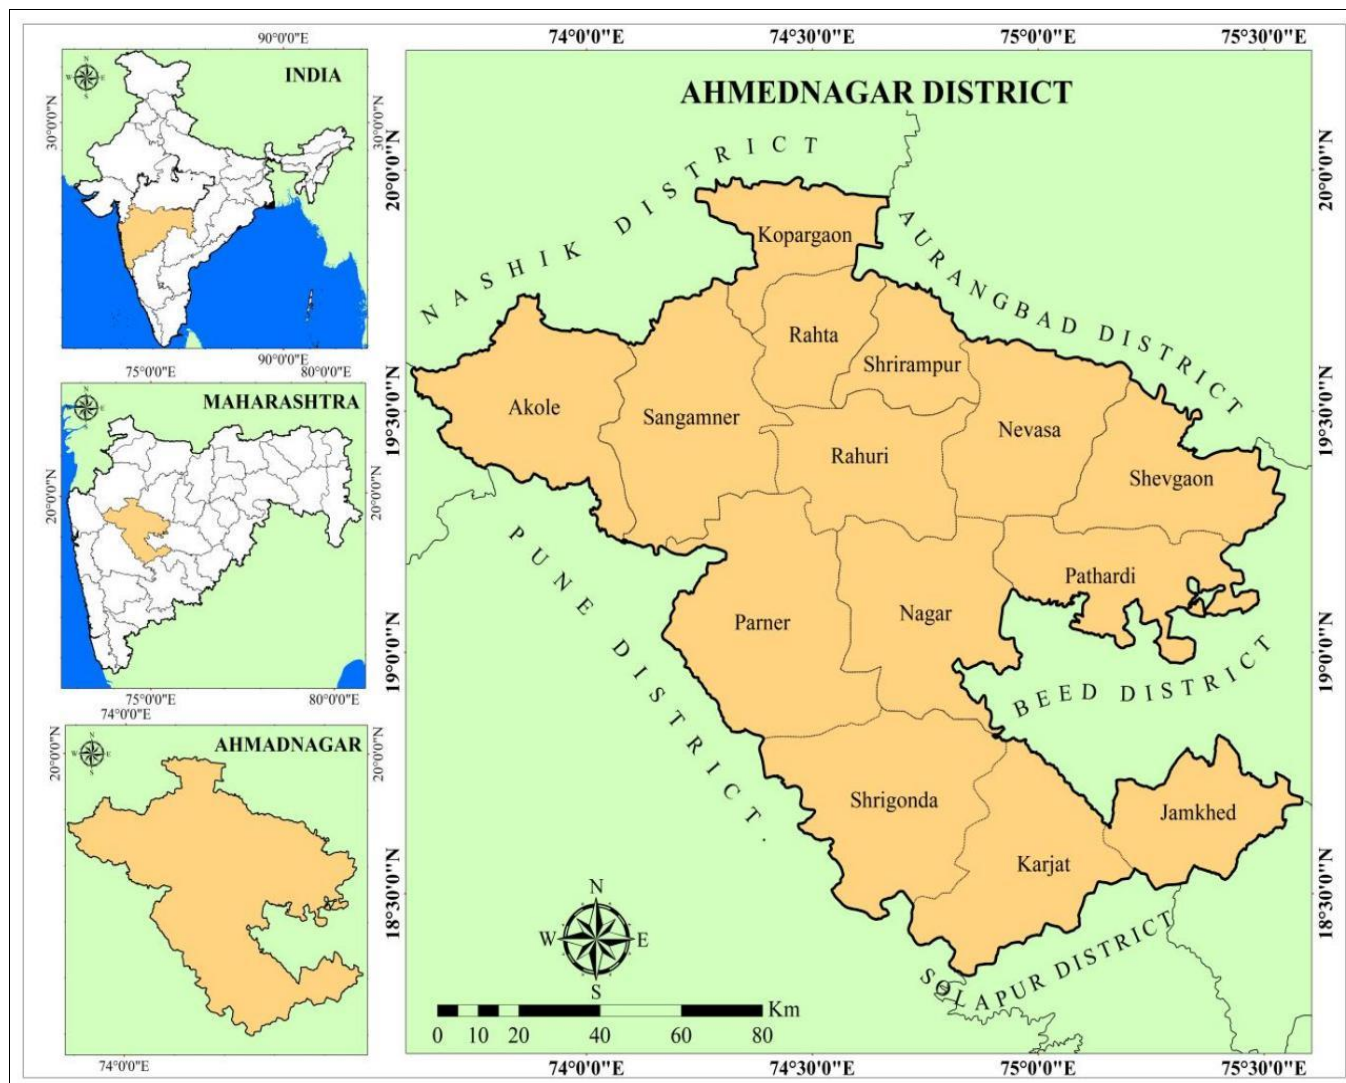 90°0'0"E
INDIA
N
W E
S
30°0'0"N
30°0'0"N
90°0'0"E
75°0'0"E 80°0'0"E
MAHARASHTRA
N
W E
S
20°0'0"N
20°0'0"N
75°0'0"E 80°0'0"E
74°0'0"E
AHMADNAGAR
N
W E
S
20°0'0"N
20°0'0"N
74°0'0"E
74°0'0"E 74°30'0"E 75°0'0"E 75°30'0"E
AHMEDNAGAR DISTRICT
NASHIK DISTRICT
AURANGBAD DISTRICT
20°0'0"N
20°0'0"N
Kopargaon
Rahta
Shrirampur
Akole
Sangamner
Nevasa
Rahuri
Shevgaon
19°30'0"N
19°30'0"N
PUNE DISTRICT.
Pathardi
Parner
Nagar
19°0'0"N
19°0'0"N
BEED DISTRICT
Shrigonda
Jamkhed
Karjat
18°30'0"N
18°30'0"N
SOLAPUR DISTRICT
N
W E
S
Km
0 10 20 40 60 80
74°0'0"E 74°30'0"E 75°0'0"E 75°30'0"E